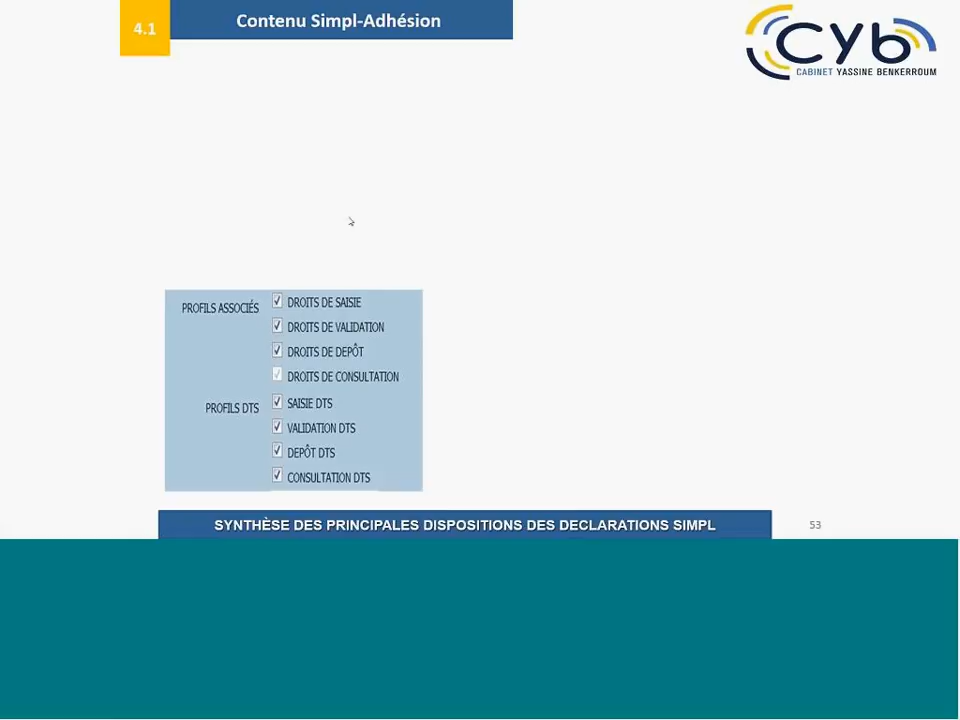 4.1
Contenu Simpl-Adhésion
cyb
CABINET YASSINE BENKERROUM
PROFILS ASSOCIÉS
DROITS DE SAISIE
DROITS DE VALIDATION
DROITS DE DEPÔT
DROITS DE CONSULTATION
PROFILS DTS
SAISIE DTS
VALIDATION DTS
DEPÔT DTS
CONSULTATION DTS
SYNTHÈSE DES PRINCIPALES DISPOSITIONS DES DECLARATIONS SIMPL
53